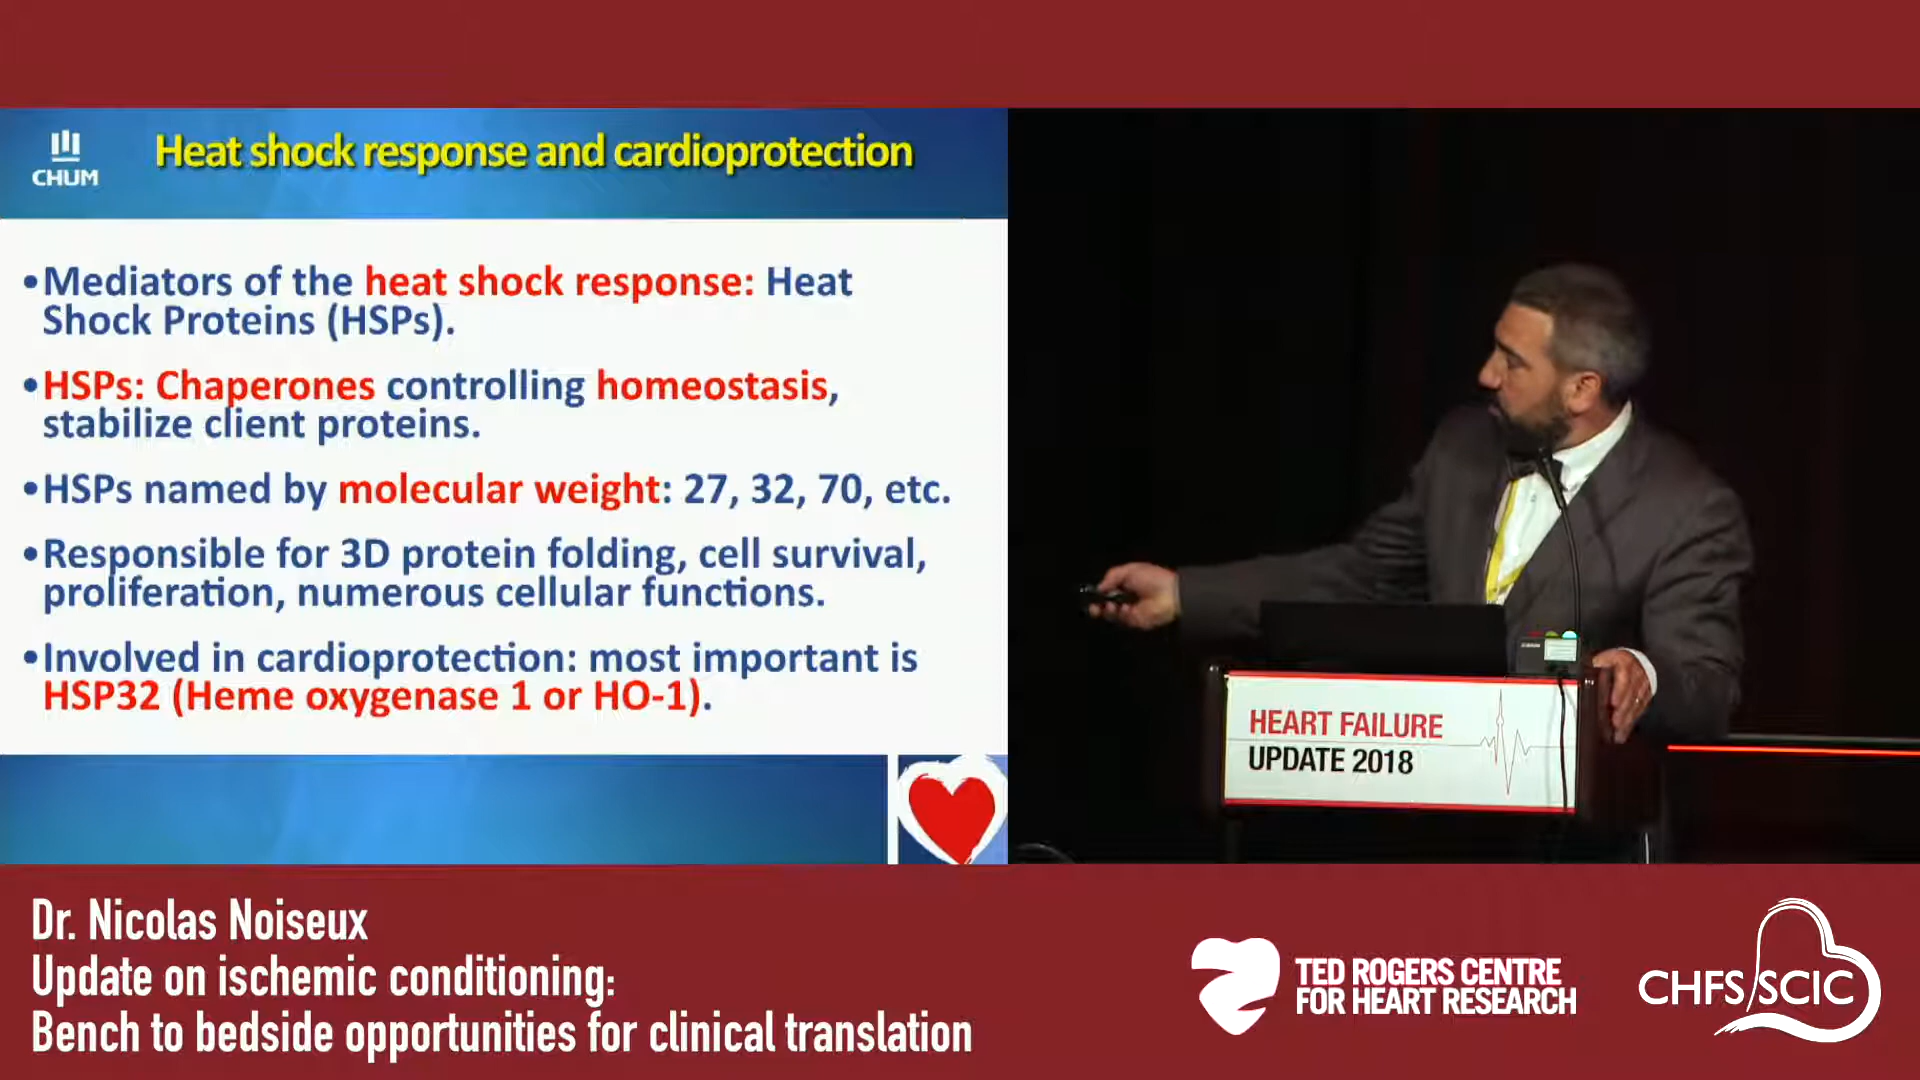 CHUM
Heat shock response and cardioprotection
•Mediators of the heat shock response: Heat
Shock Proteins (HSPs).
•HSPs: Chaperones controlling homeostasis,
stabilize client proteins.
•HSPs named by molecular weight: 27, 32, 70, etc.
•Responsible for 3D protein folding, cell survival,
proliferation, numerous cellular functions.
•Involved in cardioprotection: most important is
HSP32 (Heme oxygenase 1 or HO-1).
HEART FAILURE
UPDATE 2018
Dr. Nicolas Noiseux
Update on ischemic conditioning:
Bench to bedside opportunities for clinical translation
TED ROGERS CENTRE
FOR HEART RESEARCH
CHFS/SCIC